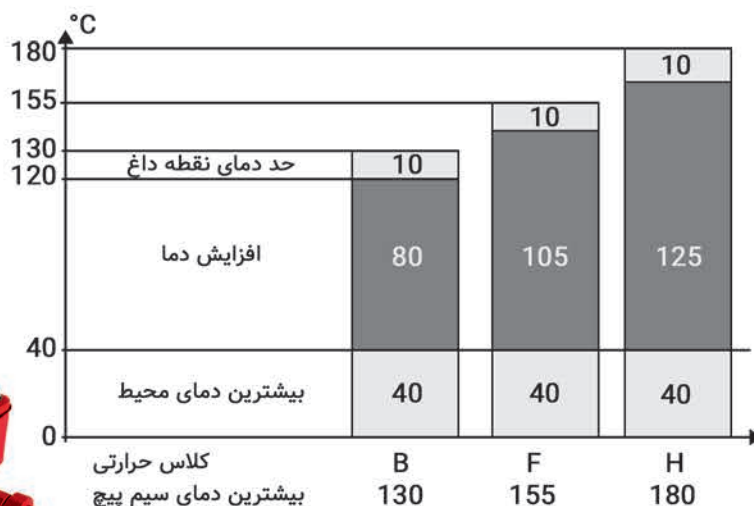 °C
180
10
155
10
130
حد دمای نقطه داغ
10
120
افزایش دما
80
105
125
40
بیشترین دمای محیط
40
40
40
0
کلاس حرارتی
B
F
H
بیشترین دمای سیم پیچ
130
155
180